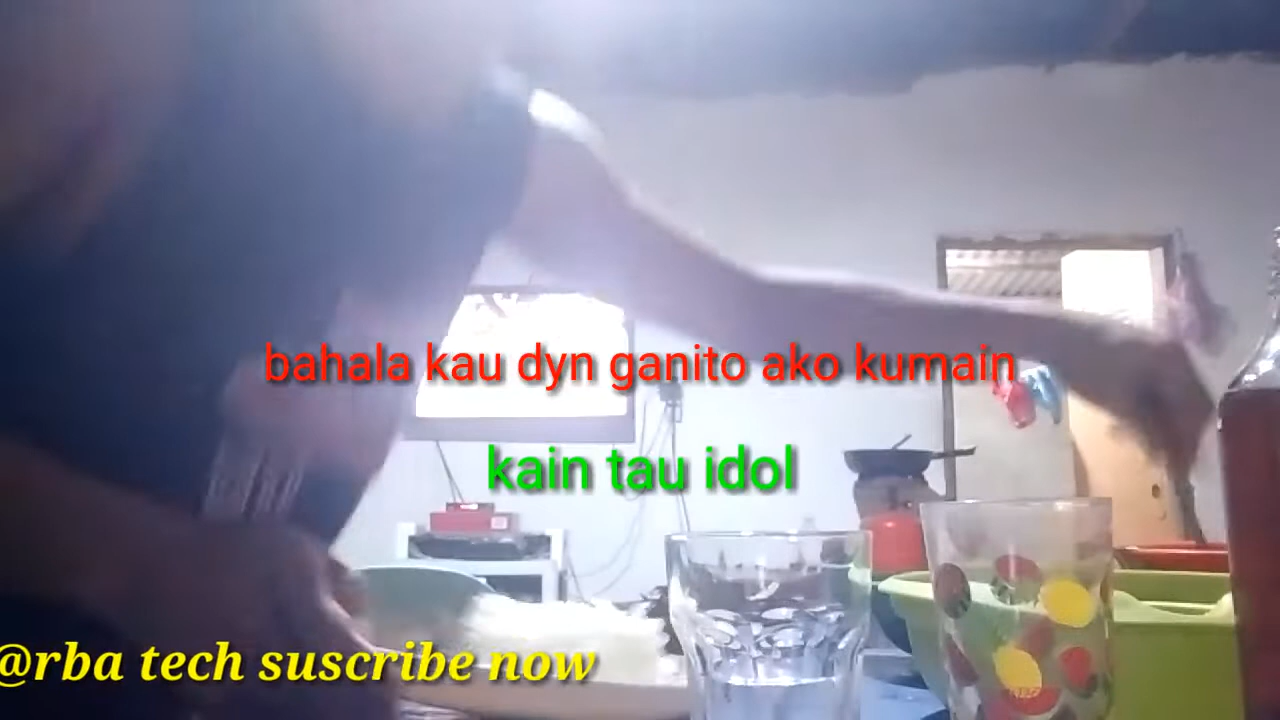 bahala kau dyn ganito ako kumain
kain tau idol
@rba tech suscribe now